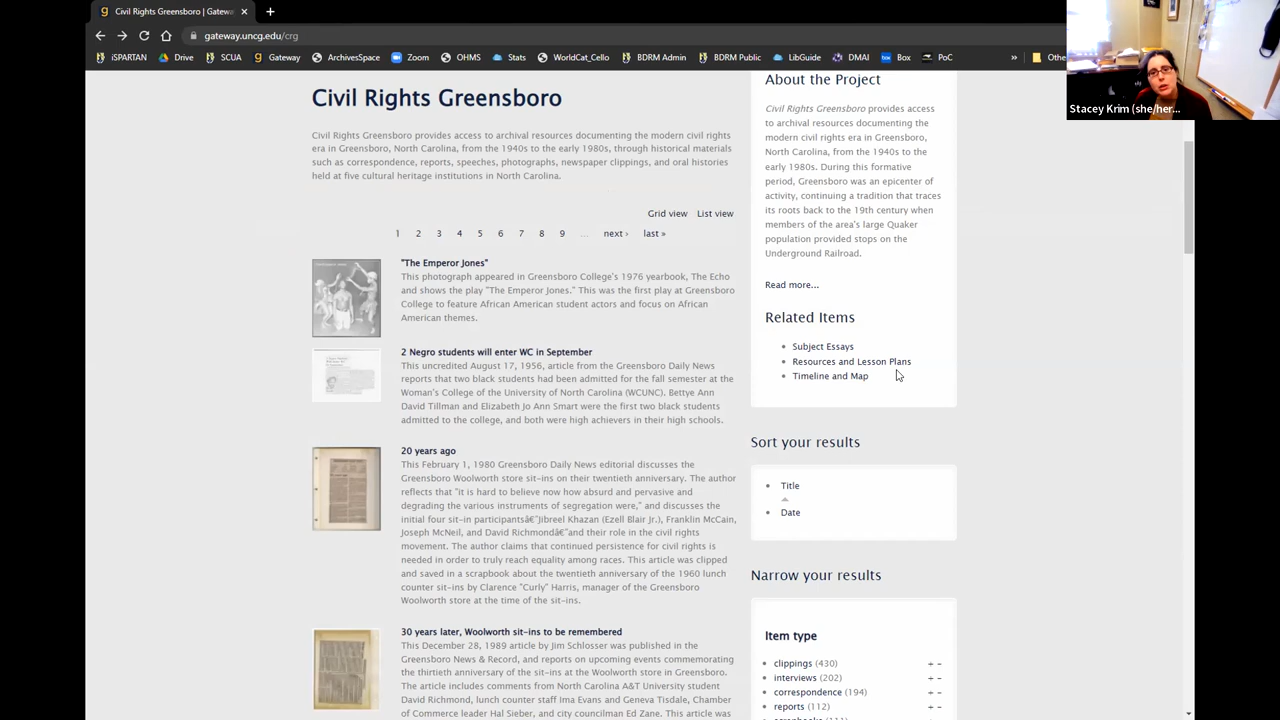 Civil Rights Greensboro | Gatewa
gateway.uncg.edu/crg
iSPARTAN Drive SCUA Gateway ArchivesSpace Zoom OHMS Stats WorldCat_Cello BDRM Admin BDRM Public LibGuide DMAI Box PoC » Othe
Stacey Krim (she/her...
Civil Rights Greensboro
Civil Rights Greensboro provides access to archival resources documenting the modern civil rights
era in Greensboro, North Carolina, from the 1940s to the early 1980s, through historical materials
such as correspondence, reports, speeches, photographs, newspaper clippings, and oral histories
held at five cultural heritage institutions in North Carolina.
Grid view List view
1 2 3 4 5 6 7 8 9 ... next › last »
"The Emperor Jones"
This photograph appeared in Greensboro College's 1976 yearbook, The Echo
and shows the play "The Emperor Jones." This was the first play at Greensboro
College to feature African American student actors and focus on African
American themes.
2 Negro students will enter WC in September
This uncredited August 17, 1956, article from the Greensboro Daily News
reports that two black students had been admitted for the fall semester at the
Woman's College of the University of North Carolina (WCUNC). Bettye Ann
David Tillman and Elizabeth Jo Ann Smart were the first two black students
admitted to the college, and both were high achievers in their high schools.
20 years ago
This February 1, 1980 Greensboro Daily News editorial discusses the
Greensboro Woolworth store sit-ins on their twentieth anniversary. The author
reflects that "it is hard to believe now how absurd and pervasive and
degrading the various instruments of segregation were," and discusses the
initial four sit-in participantsâ€"Jibreel Khazan (Ezell Blair Jr.), Franklin McCain,
Joseph McNeil, and David Richmondâ€"and their role in the civil rights
movement. The author claims that continued persistence for civil rights is
needed in order to truly reach equality among races. This article was clipped
and saved in a scrapbook about the twentieth anniversary of the 1960 lunch
counter sit-ins by Clarence "Curly" Harris, manager of the Greensboro
Woolworth store at the time of the sit-ins.
30 years later, Woolworth sit-ins to be remembered
This December 28, 1989 article by Jim Schlosser was published in the
Greensboro News & Record, and reports on upcoming events commemorating
the thirtieth anniversary of the sit-ins at the Woolworth store in Greensboro.
The article includes comments from North Carolina A&T University student
David Richmond, lunch counter staff Ima Evans and Geneva Tisdale, Chamber
of Commerce leader Hal Sieber, and city councilman Ed Zane. This article was
About the Project
Civil Rights Greensboro provides access
to archival resources documenting the
modern civil rights era in Greensboro,
North Carolina, from the 1940s to the
early 1980s. During this formative
period, Greensboro was an epicenter of
activity, continuing a tradition that traces
its roots back to the 19th century when
members of the area's large Quaker
population provided stops on the
Underground Railroad.
Read more...
Related Items
Subject Essays
Resources and Lesson Plans
Timeline and Map
Sort your results
Title
Date
Narrow your results
Item type
clippings (430) + -
interviews (202) + -
correspondence (194) + -
reports (112) + -